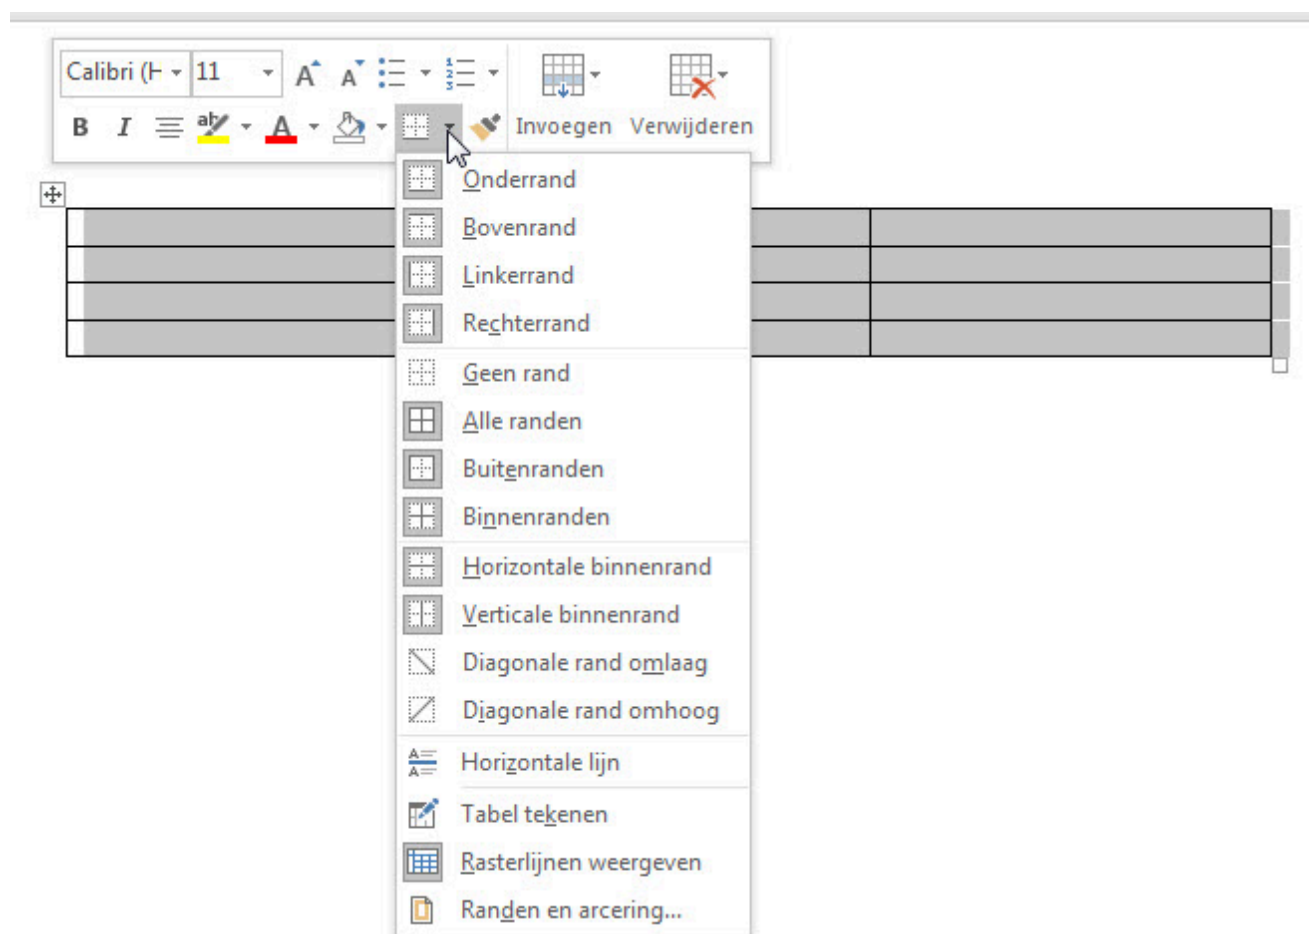 Calibri (H 11 A A
B I ab A Invoegen Verwijderen
Onderrand
Bovenrand
Linkerrand
Rechterrand
Geen rand
Alle randen
Buitenranden
Binnenranden
Horizontale binnenrand
Verticale binnenrand
Diagonale rand omlaag
Diagonale rand omhoog
Horizontale lijn
Tabel tekenen
Rasterlijnen weergeven
Randen en arcering...